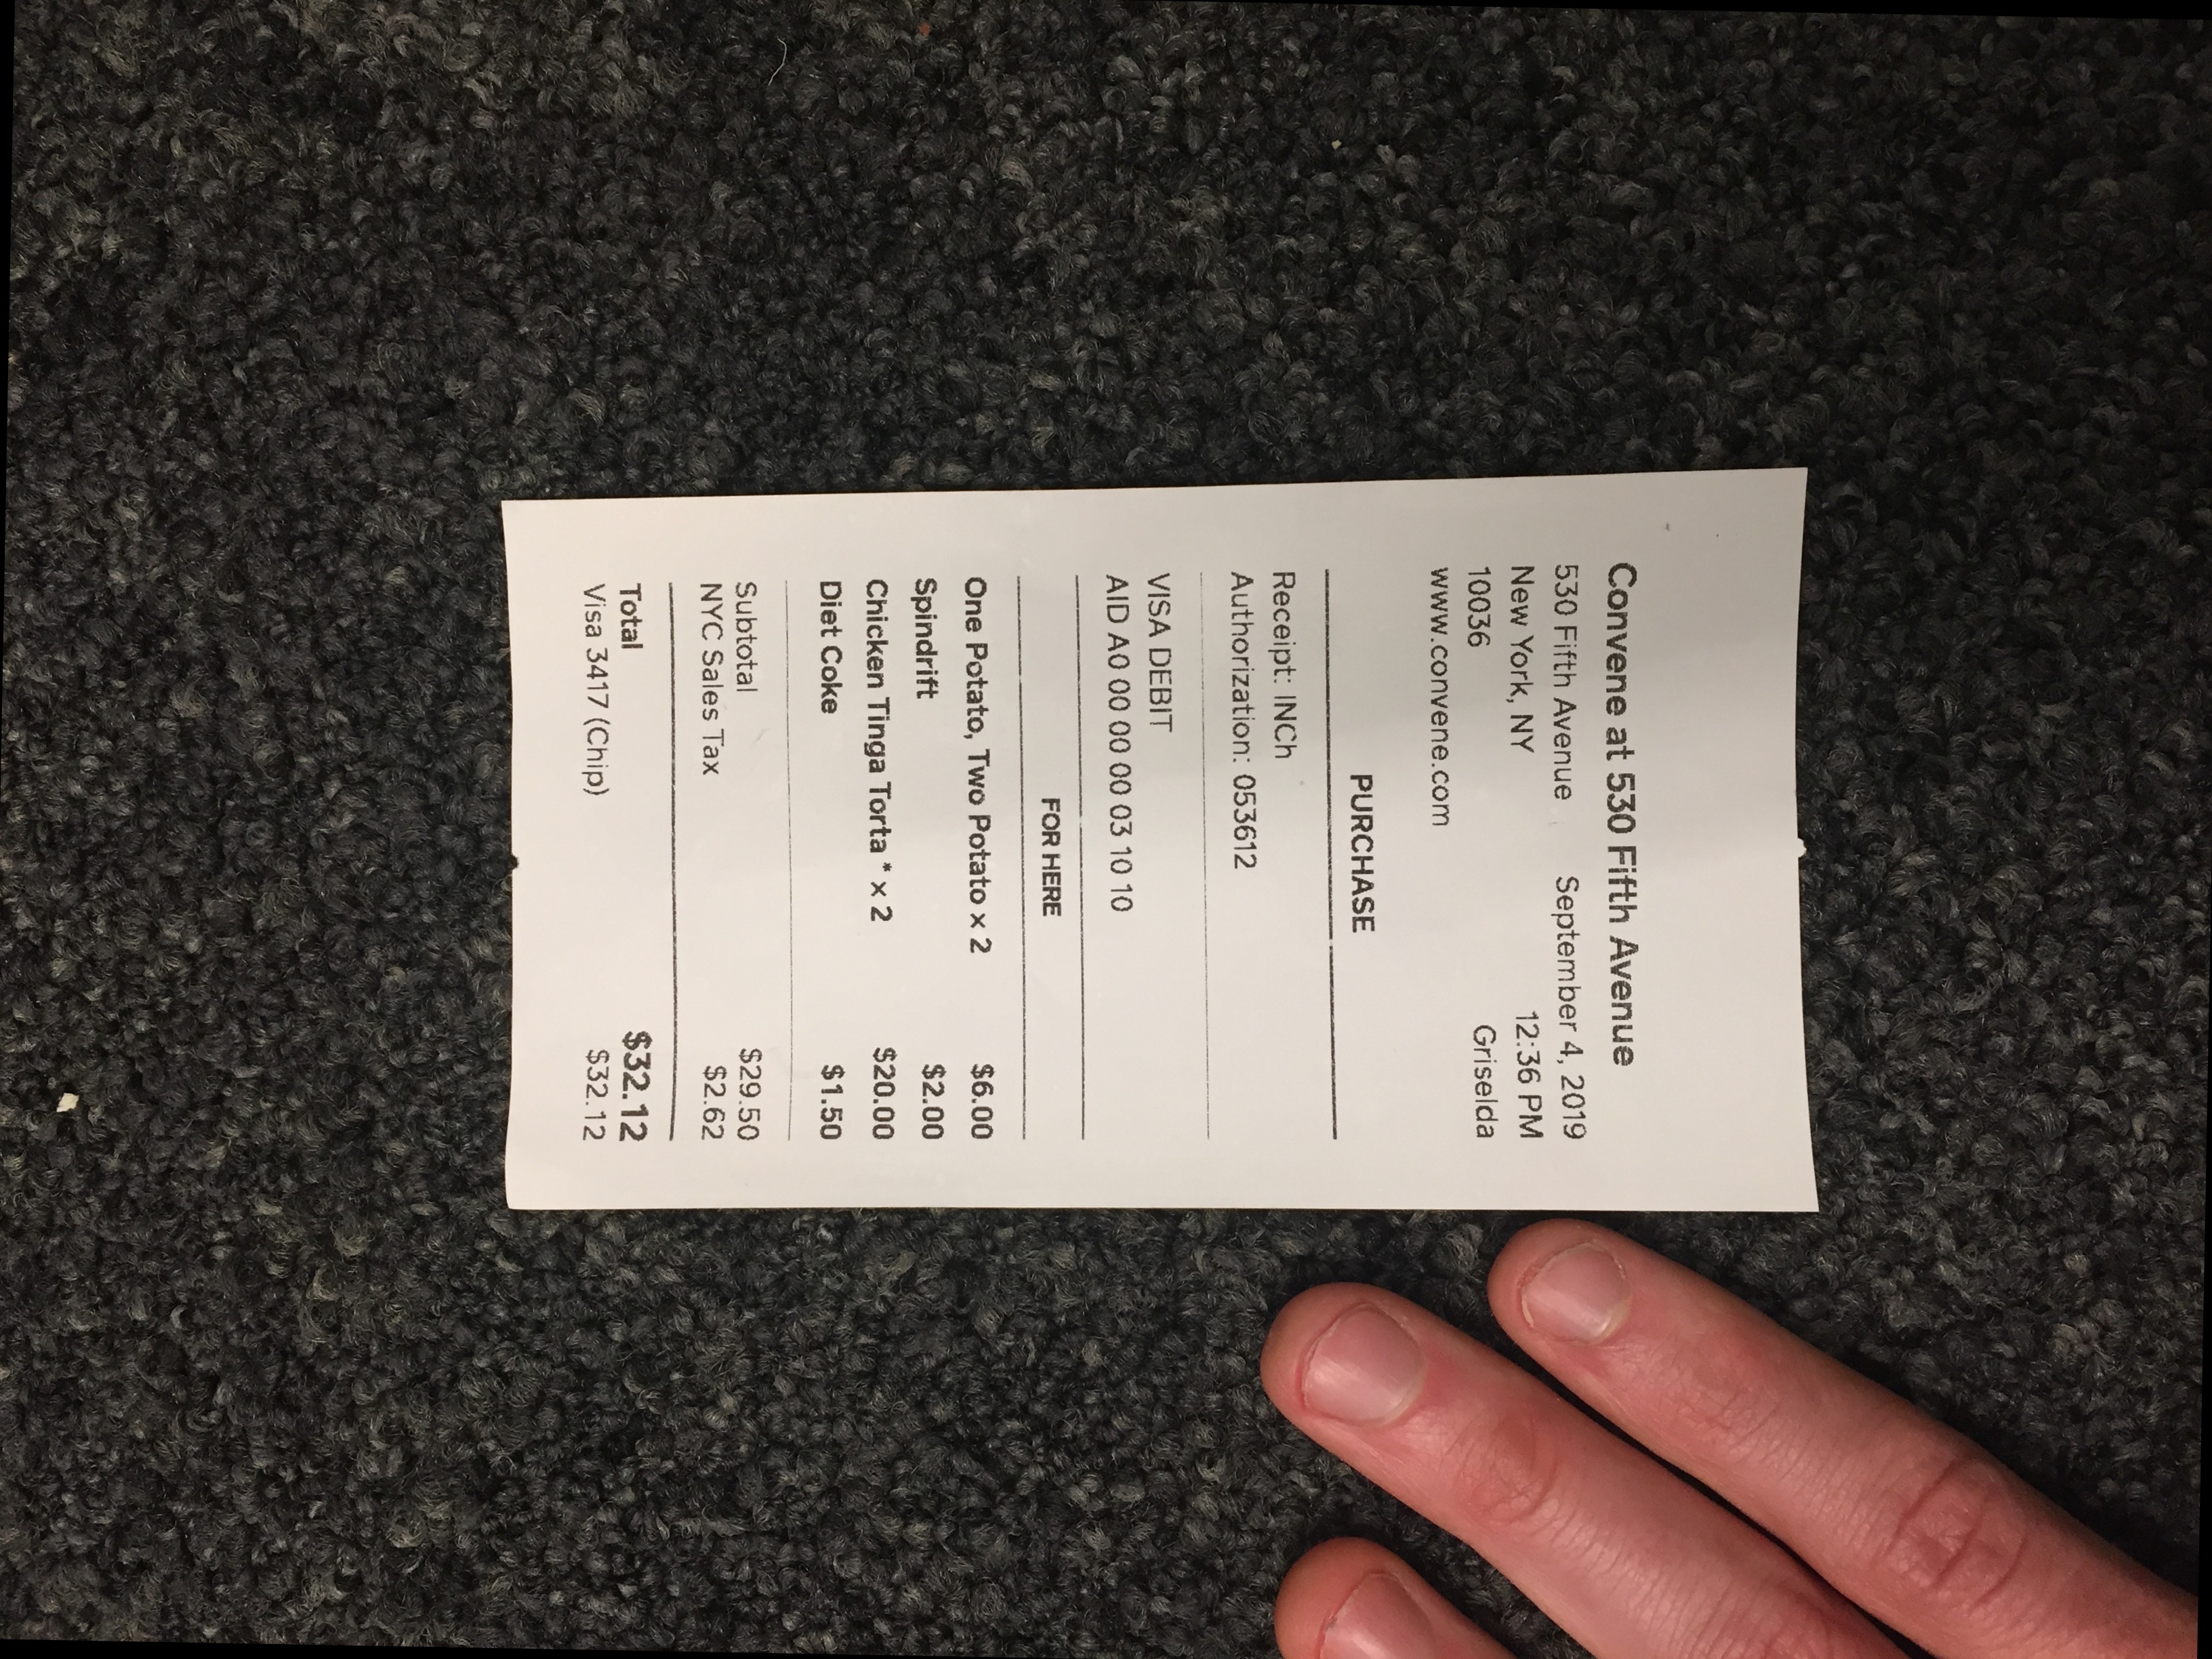 Convene at 530 Fifth Avenue
530 Fifth Avenue September 4, 2019
New York, NY 12:36 PM
10036 Griselda
www.convene.com
PURCHASE
Receipt: INCh
Authorization: 053612
VISA DEBIT
AID A0 00 00 00 03 10 10
FOR HERE
One Potato, Two Potato x 2 $6.00
Spindrift $2.00
Chicken Tinga Torta * x 2 $20.00
Diet Coke $1.50
Subtotal $29.50
NYC Sales Tax $2.62
Total $32.12
Visa 3417 (Chip) $32.12